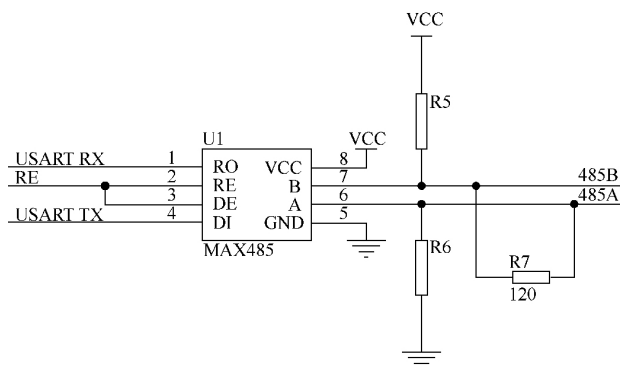 VCC
R5
U1
VCC
USART RX 1 RO VCC 8
RE 2 RE B 7 485B
3 DE A 6 485A
USART TX 4 DI GND 5
MAX485
R6
R7
120